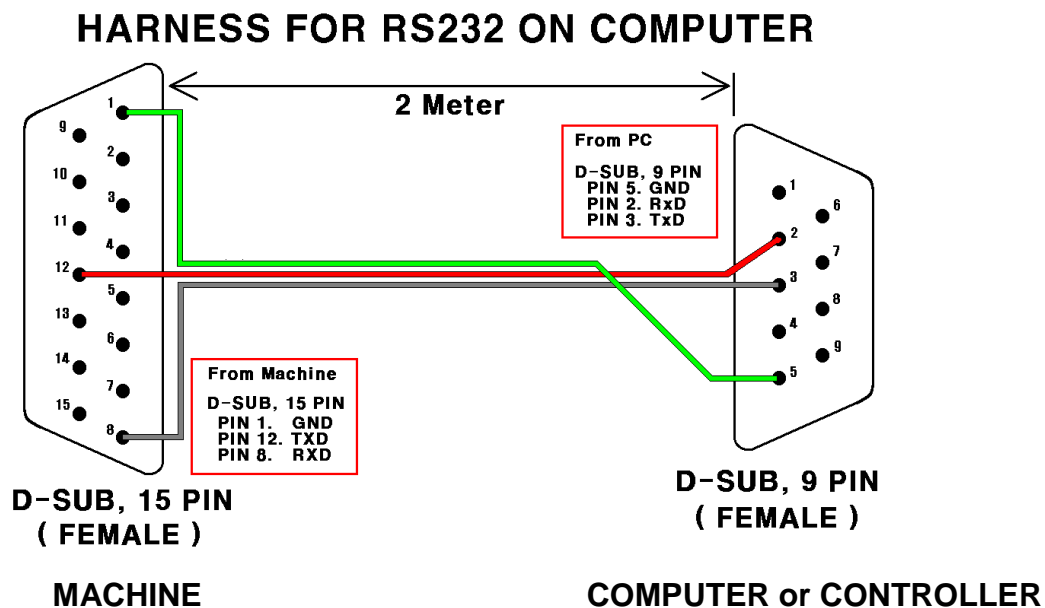 HARNESS FOR RS232 ON COMPUTER
2 Meter
1
9
2
10
3
11
4
12
5
13
6
14
7
15
8
From PC
D-SUB, 9 PIN
PIN 5. GND
PIN 2. RxD
PIN 3. TxD
1
6
2
7
3
8
4
9
5
From Machine
D-SUB, 15 PIN
PIN 1. GND
PIN 12. TXD
PIN 8. RXD
D-SUB, 15 PIN
( FEMALE )
D-SUB, 9 PIN
( FEMALE )
MACHINE
COMPUTER or CONTROLLER